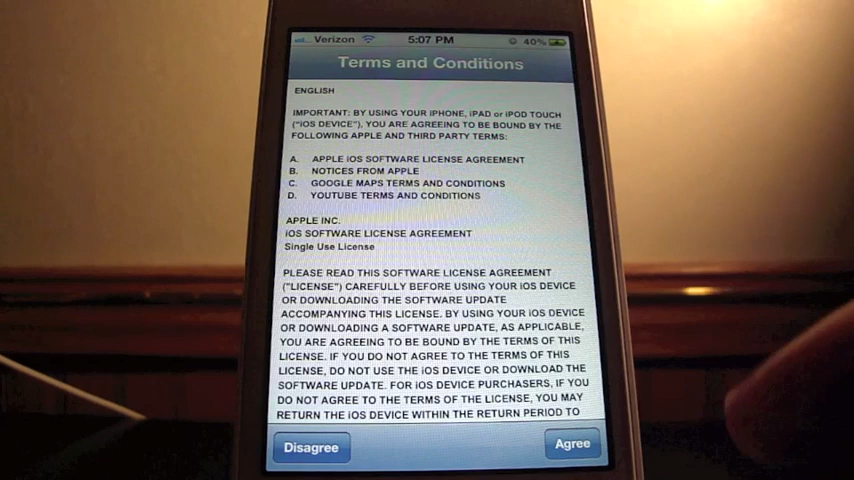 Verizon 5:07 PM 40%
Terms and Conditions
ENGLISH
IMPORTANT: BY USING YOUR iPHONE, iPAD or iPOD TOUCH
("iOS DEVICE"), YOU ARE AGREEING TO BE BOUND BY THE
FOLLOWING APPLE AND THIRD PARTY TERMS:
A. APPLE iOS SOFTWARE LICENSE AGREEMENT
B. NOTICES FROM APPLE
C. GOOGLE MAPS TERMS AND CONDITIONS
D. YOUTUBE TERMS AND CONDITIONS
APPLE INC.
iOS SOFTWARE LICENSE AGREEMENT
Single Use License
PLEASE READ THIS SOFTWARE LICENSE AGREEMENT
("LICENSE") CAREFULLY BEFORE USING YOUR iOS DEVICE
OR DOWNLOADING THE SOFTWARE UPDATE
ACCOMPANYING THIS LICENSE. BY USING YOUR iOS DEVICE
OR DOWNLOADING A SOFTWARE UPDATE, AS APPLICABLE,
YOU ARE AGREEING TO BE BOUND BY THE TERMS OF THIS
LICENSE. IF YOU DO NOT AGREE TO THE TERMS OF THIS
LICENSE, DO NOT USE THE iOS DEVICE OR DOWNLOAD THE
SOFTWARE UPDATE. FOR iOS DEVICE PURCHASERS, IF YOU
DO NOT AGREE TO THE TERMS OF THE LICENSE, YOU MAY
RETURN THE iOS DEVICE WITHIN THE RETURN PERIOD TO
Disagree Agree